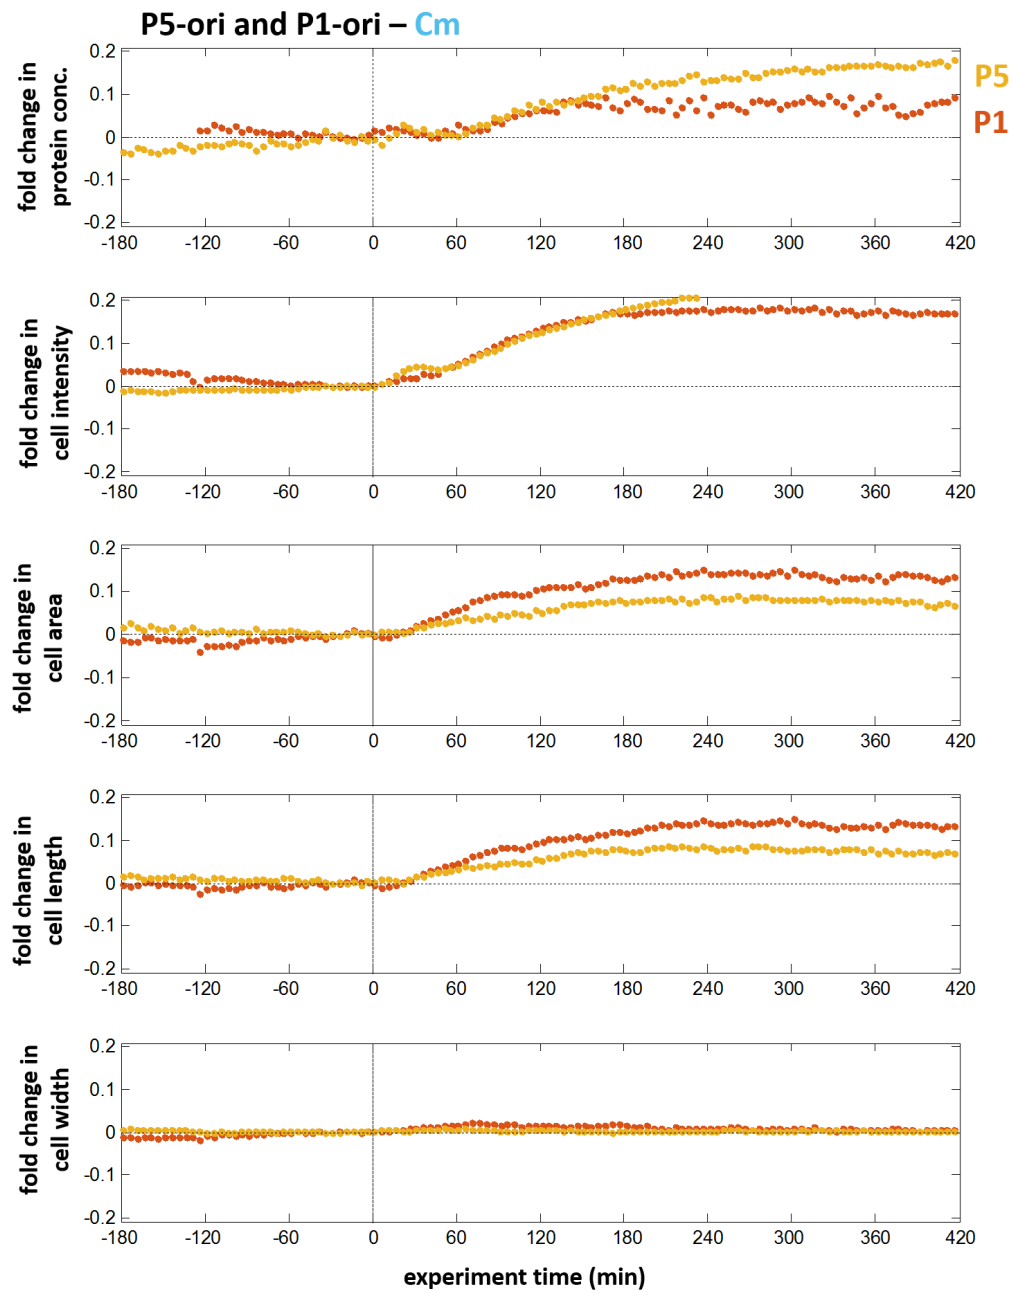 P5-ori and P1-ori – Cm
fold change in
protein conc.
0.2
0.1
0
-0.1
-0.2
-180 -120 -60 0 60 120 180 240 300 360 420
P5
P1
fold change in
cell intensity
0.2
0.1
0
-0.1
-0.2
-180 -120 -60 0 60 120 180 240 300 360 420
fold change in
cell area
0.2
0.1
0
-0.1
-0.2
-180 -120 -60 0 60 120 180 240 300 360 420
fold change in
cell length
0.2
0.1
0
-0.1
-0.2
-180 -120 -60 0 60 120 180 240 300 360 420
fold change in
cell width
0.2
0.1
0
-0.1
-0.2
-180 -120 -60 0 60 120 180 240 300 360 420
experiment time (min)